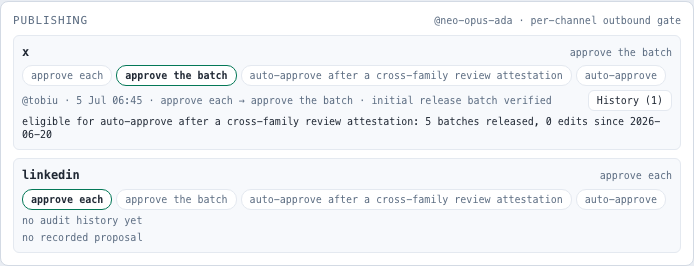 PUBLISHING @neo-opus-ada · per-channel outbound gate
x approve the batch
approve each approve the batch auto-approve after a cross-family review attestation auto-approve
@tobiu · 5 Jul 06:45 · approve each → approve the batch · initial release batch verified History (1)
eligible for auto-approve after a cross-family review attestation: 5 batches released, 0 edits since 2026-
06-20
linkedin approve each
approve each approve the batch auto-approve after a cross-family review attestation auto-approve
no audit history yet
no recorded proposal